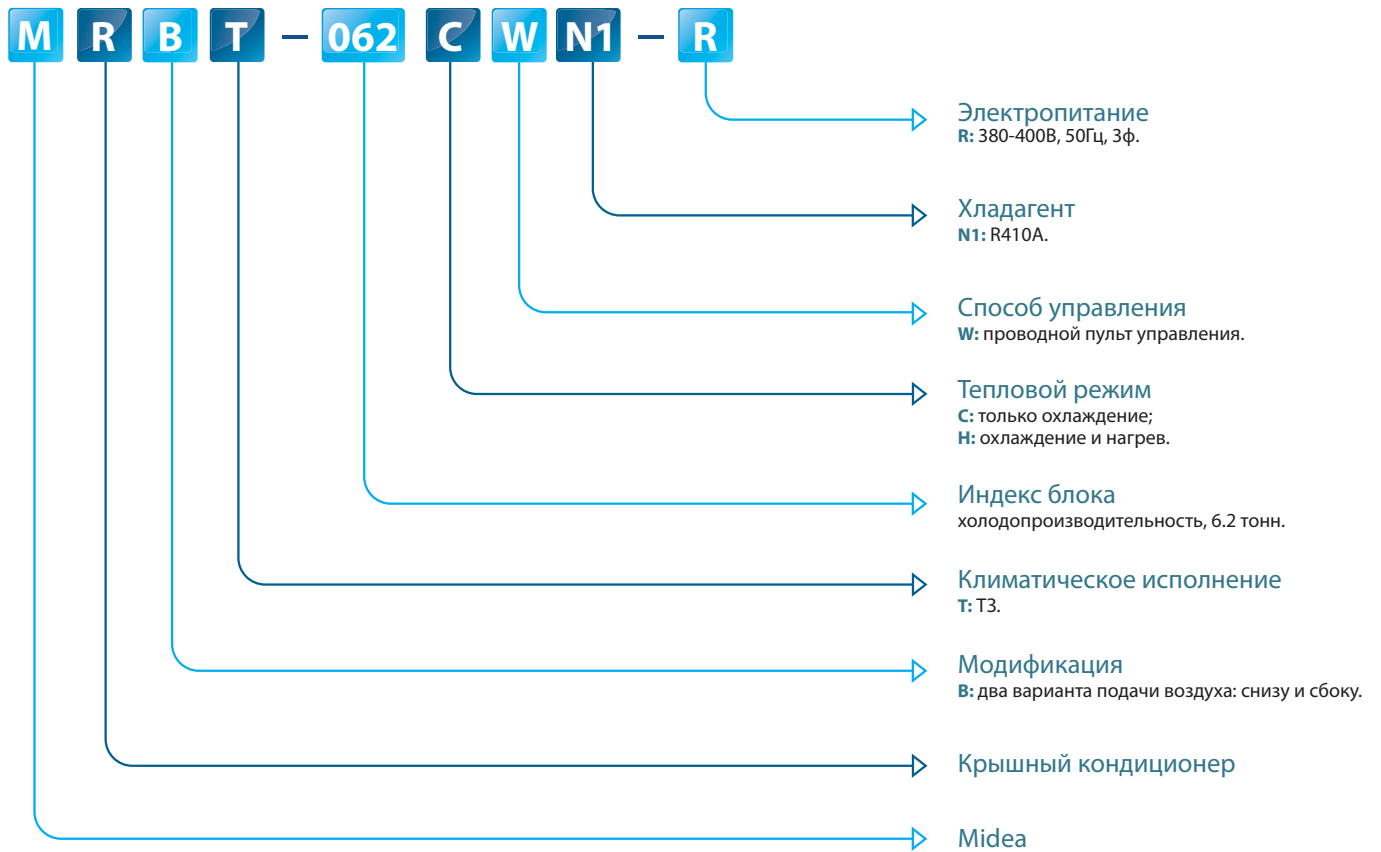 M R B T – 062 C W N1 – R
Электропитание
R: 380-400В, 50Гц, 3ф.
Хладагент
N1: R410A.
Способ управления
W: проводной пульт управления.
Тепловой режим
C: только охлаждение;
H: охлаждение и нагрев.
Индекс блока
холодопроизводительность, 6.2 тонн.
Климатическое исполнение
T: T3.
Модификация
B: два варианта подачи воздуха: снизу и сбоку.
Крышный кондиционер
Midea